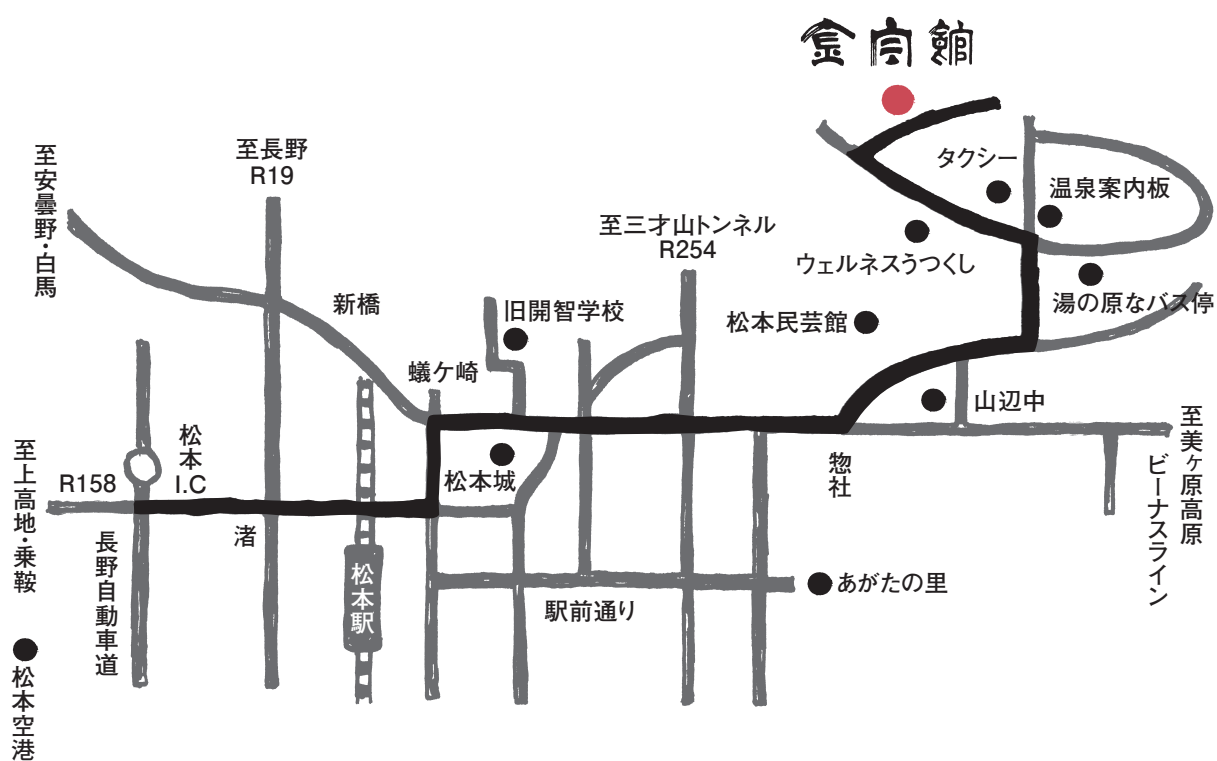 金宇館
至長野
R19
至安曇野・白馬
タクシー
温泉案内板
至三才山トンネル
R254
ウェルネスうつくし
湯の原なバス停
新橋
旧開智学校
松本民芸館
蟻ケ崎
山辺中
至美ヶ原高原
ビーナスライン
惣社
松本
I.C
松本城
R158
至上高地・乗鞍
渚
長野自動車道
松本駅
あがたの里
駅前通り
松本空港